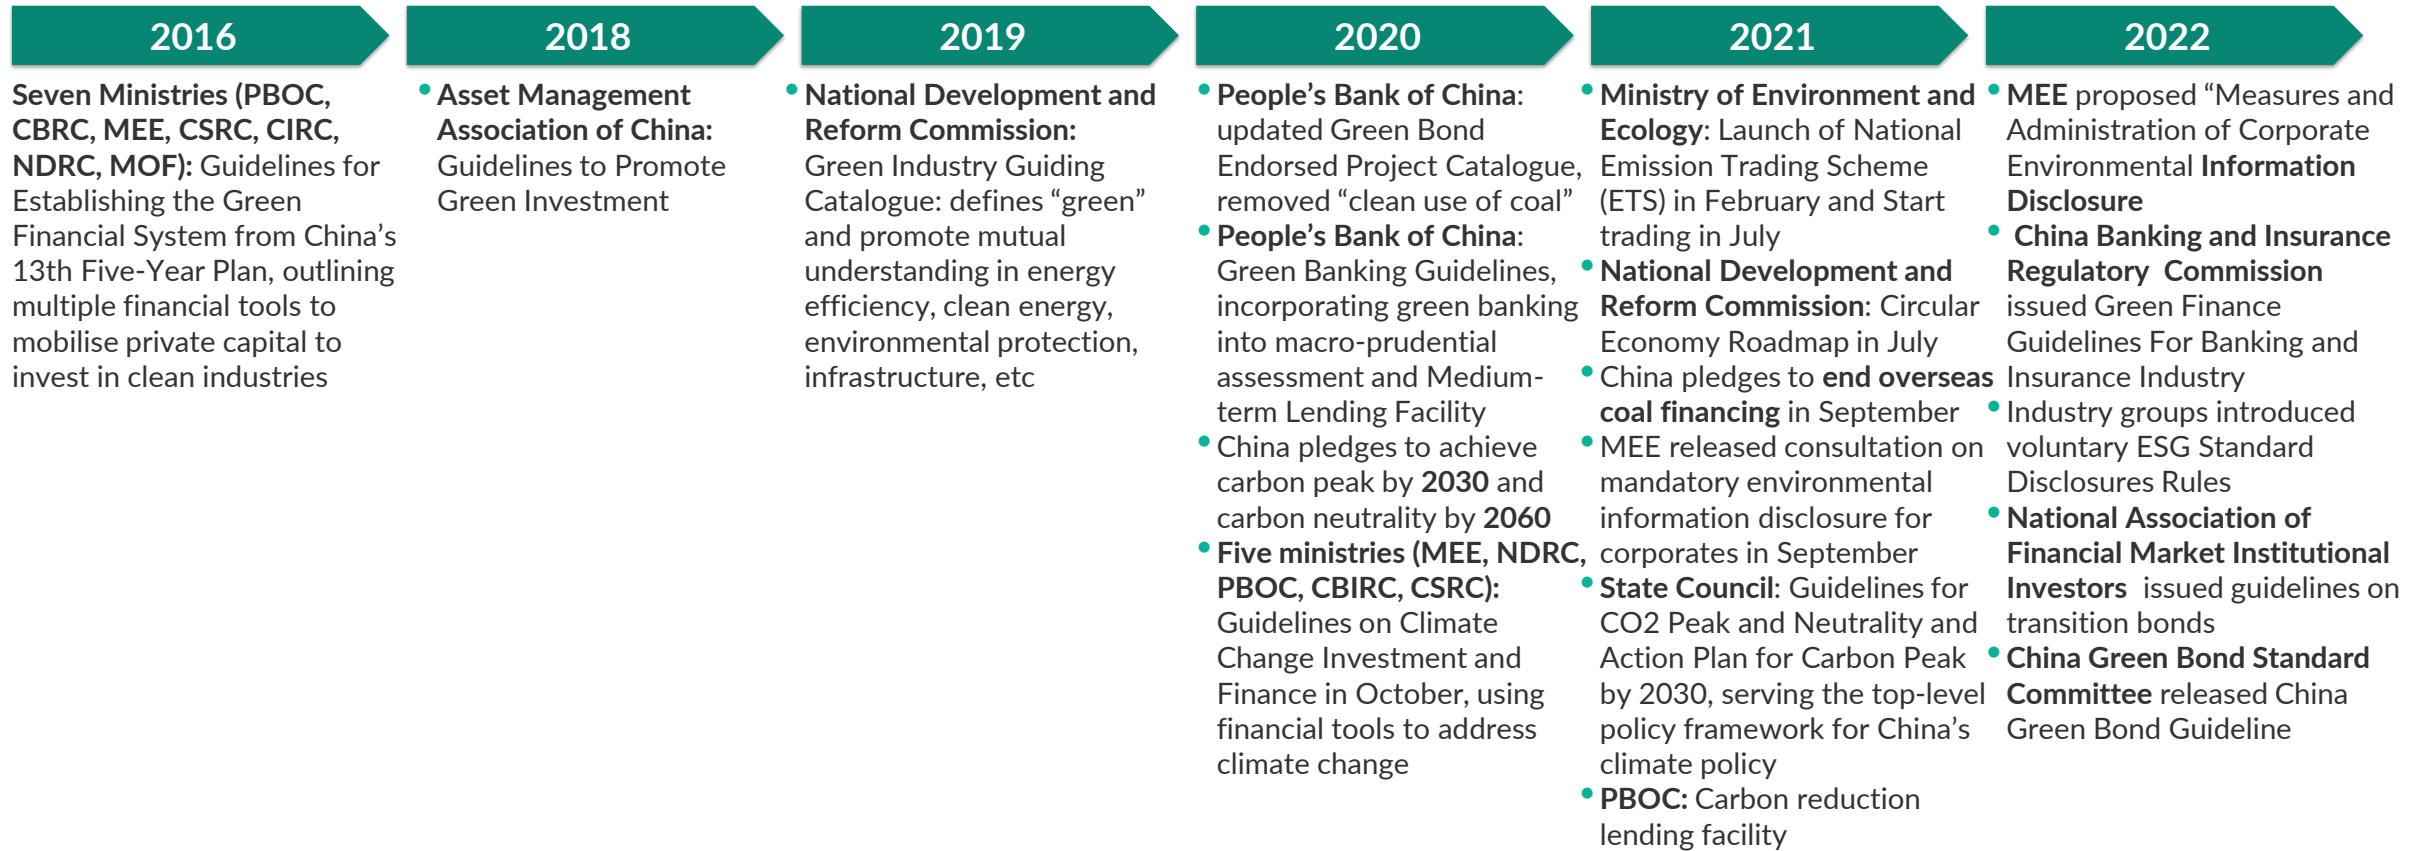 2016
Seven Ministries (PBOC,
CBRC, MEE, CSRC, CIRC,
NDRC, MOF): Guidelines for
Establishing the Green
Financial System from China’s
13th Five-Year Plan, outlining
multiple financial tools to
mobilise private capital to
invest in clean industries
2018
• Asset Management
Association of China:
Guidelines to Promote
Green Investment
2019
• National Development and
Reform Commission:
Green Industry Guiding
Catalogue: defines “green”
and promote mutual
understanding in energy
efficiency, clean energy,
environmental protection,
infrastructure, etc
2020
• People’s Bank of China:
updated Green Bond
Endorsed Project Catalogue,
removed “clean use of coal”
• People’s Bank of China:
Green Banking Guidelines,
incorporating green banking
into macro-prudential
assessment and Medium-
term Lending Facility
• China pledges to achieve
carbon peak by 2030 and
carbon neutrality by 2060
• Five ministries (MEE, NDRC,
PBOC, CBIRC, CSRC):
Guidelines on Climate
Change Investment and
Finance in October, using
financial tools to address
climate change
2021
• Ministry of Environment and
Ecology: Launch of National
Emission Trading Scheme
(ETS) in February and Start
trading in July
• National Development and
Reform Commission: Circular
Economy Roadmap in July
• China pledges to end overseas
coal financing in September
• MEE released consultation on
mandatory environmental
information disclosure for
corporates in September
• State Council: Guidelines for
CO2 Peak and Neutrality and
Action Plan for Carbon Peak
by 2030, serving the top-level
policy framework for China’s
climate policy
• PBOC: Carbon reduction
lending facility
2022
• MEE proposed “Measures and
Administration of Corporate
Environmental Information
Disclosure
• China Banking and Insurance
Regulatory Commission
issued Green Finance
Guidelines For Banking and
Insurance Industry
• Industry groups introduced
voluntary ESG Standard
Disclosures Rules
• National Association of
Financial Market Institutional
Investors issued guidelines on
transition bonds
• China Green Bond Standard
Committee released China
Green Bond Guideline